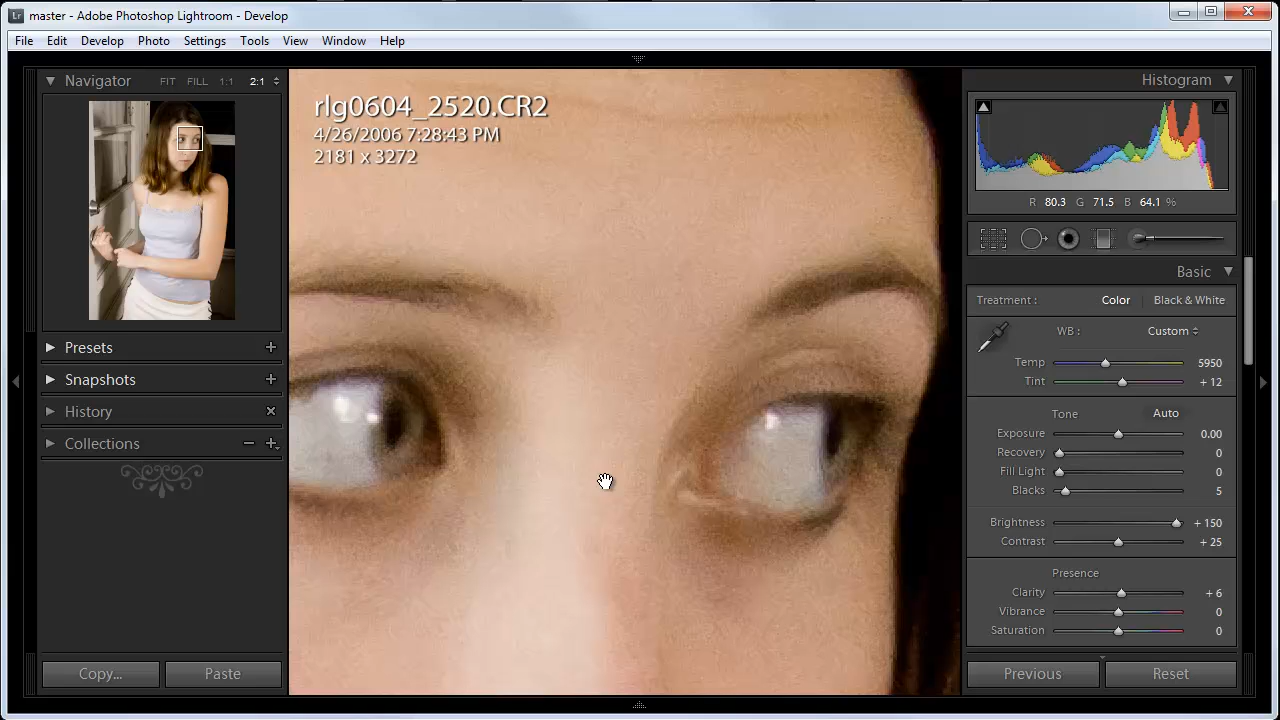 Lr master - Adobe Photoshop Lightroom - Develop
File Edit Develop Photo Settings Tools View Window Help
Navigator FIT FILL 1:1 2:1
Presets
Snapshots
History
Collections
Copy... Paste
rlg0604_2520.CR2
4/26/2006 7:28:43 PM
2181 x 3272
Histogram
R 80.3 G 71.5 B 64.1 %
Basic
Treatment : Color Black & White
WB : Custom
Temp 5950
Tint + 12
Tone Auto
Exposure 0.00
Recovery 0
Fill Light 0
Blacks 5
Brightness + 150
Contrast + 25
Presence
Clarity + 6
Vibrance 0
Saturation 0
Previous Reset